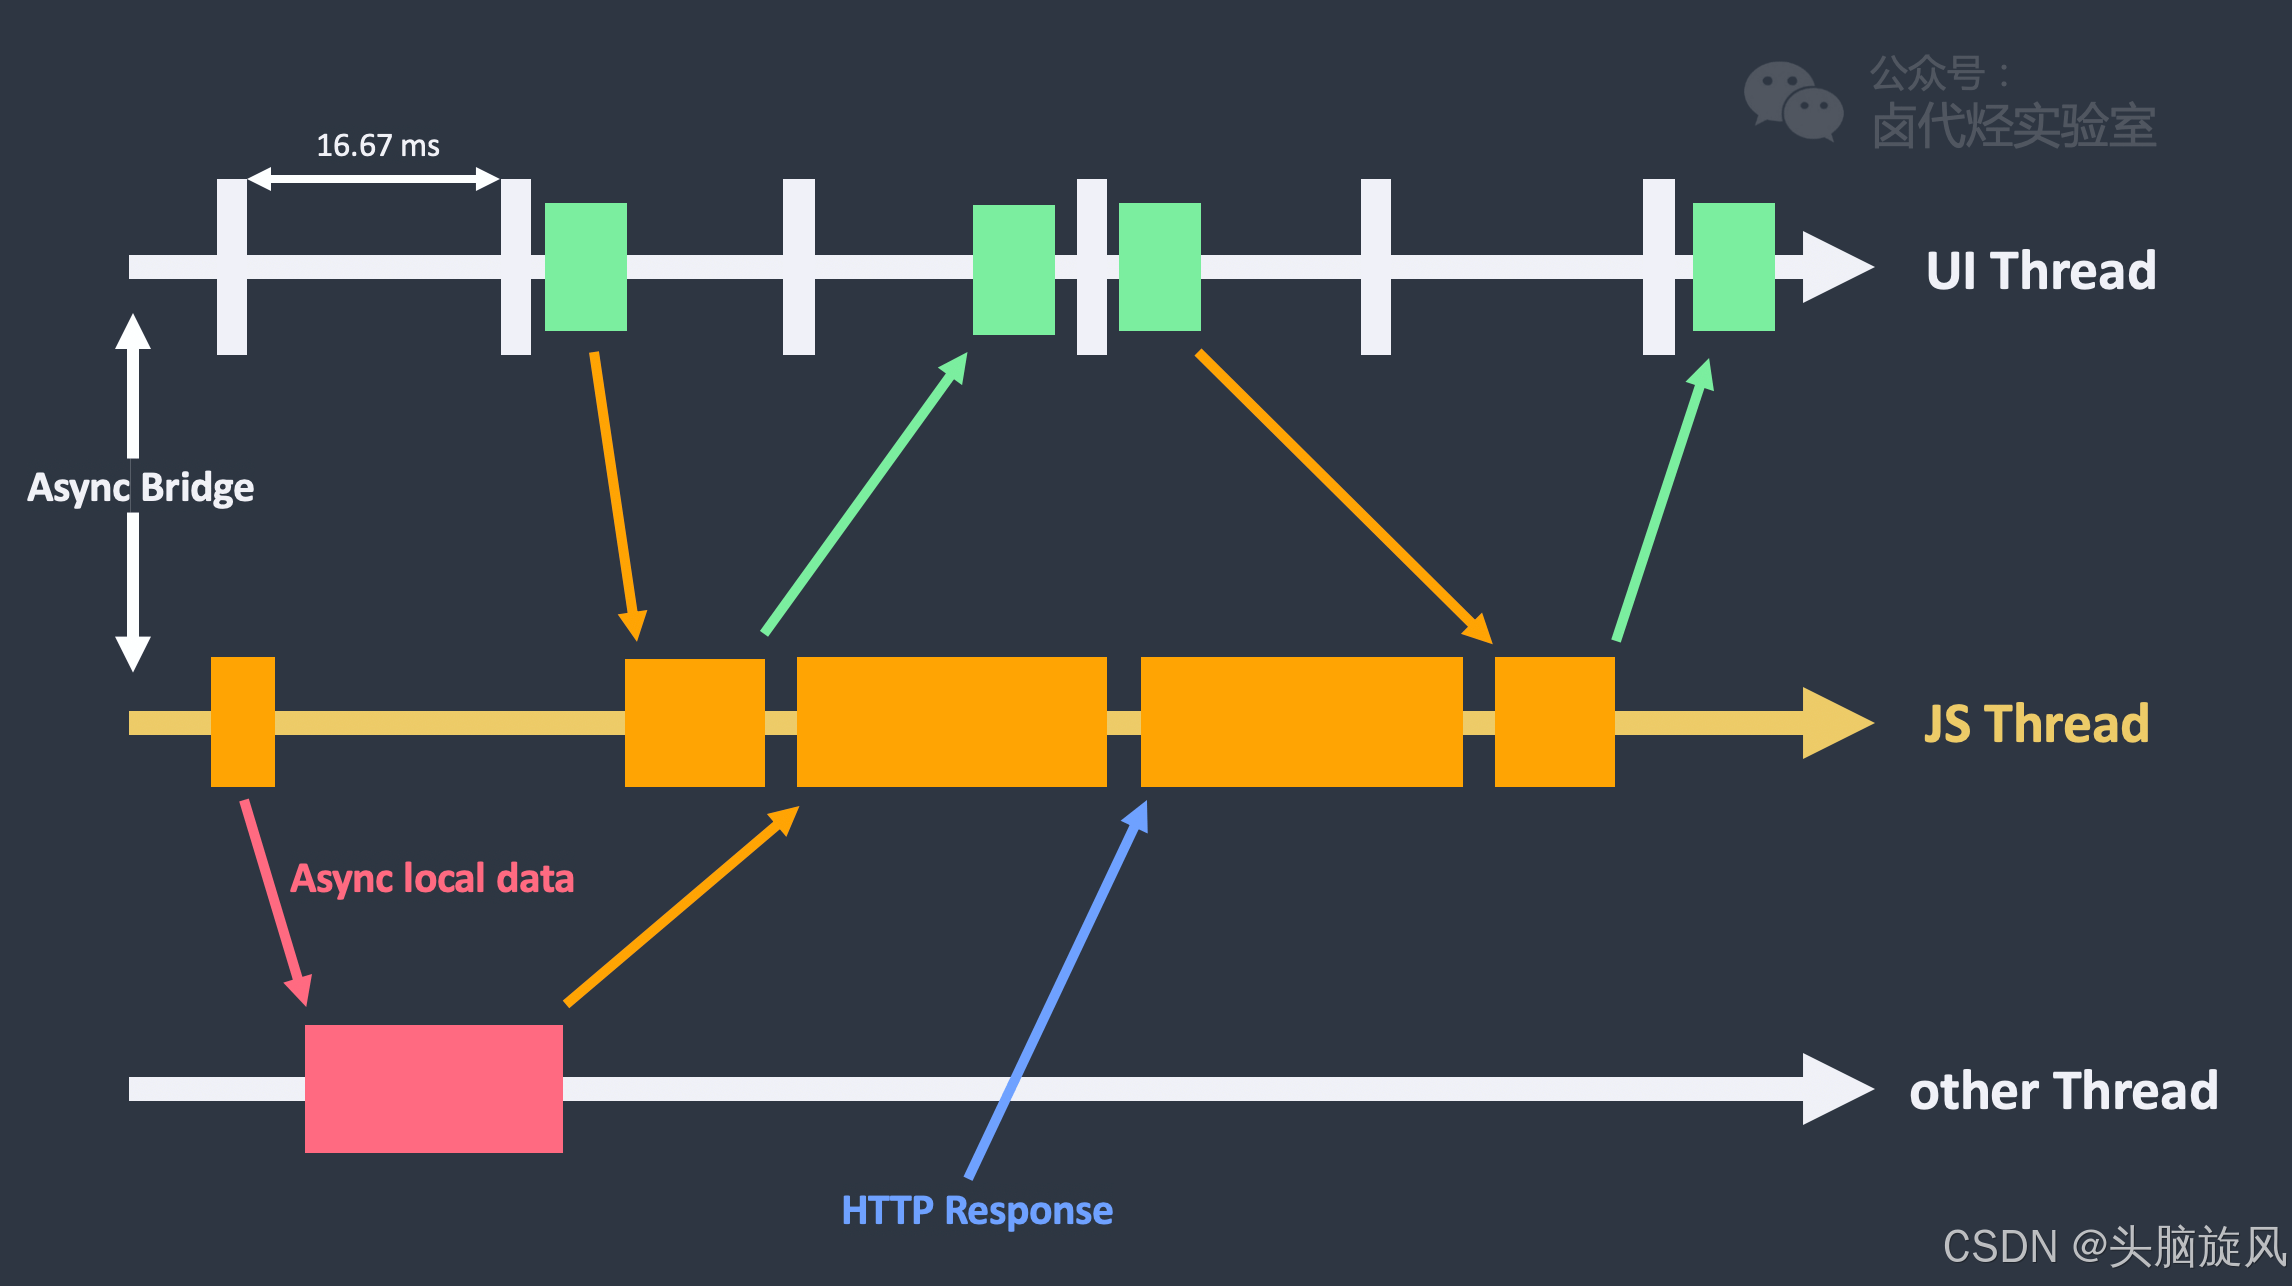 公众号：
卤代烃实验室
16.67 ms
UI Thread
Async Bridge
JS Thread
Async local data
other Thread
HTTP Response
CSDN @头脑旋风